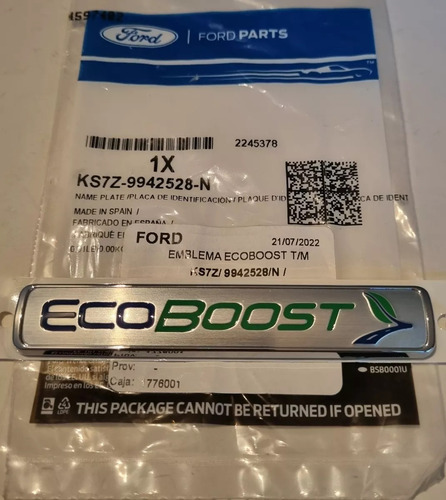 Ford
FORD PARTS
2245378
1X
KS7Z-9942528-N
NAME PLATE /PLACA DE IDENTIFICACION/ PLAQUE D'
MADE IN SPAIN /
FABRICADO EN ESPAÑA /
FORD
21/07/2022
EMBLEMA ECOBOOST T/M
KS7Z/ 9942528/N /
ECOBOOST
Prov: -
Caja: 776001
BSB0001U
THIS PACKAGE CANNOT BE RETURNED IF OPENED